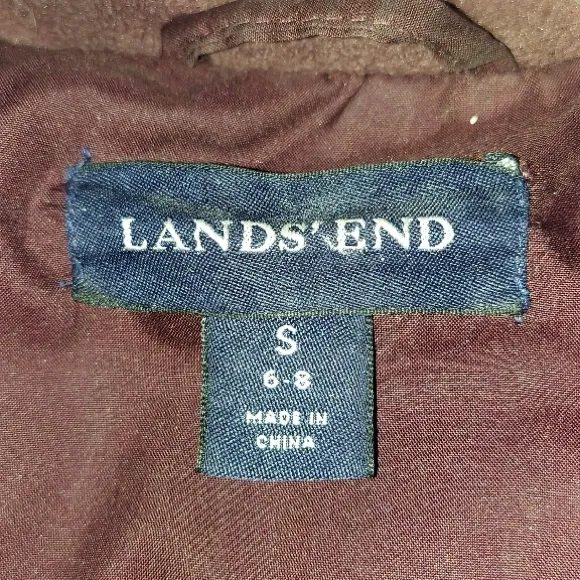 LANDS' END
S
6-8
MADE IN
CHINA